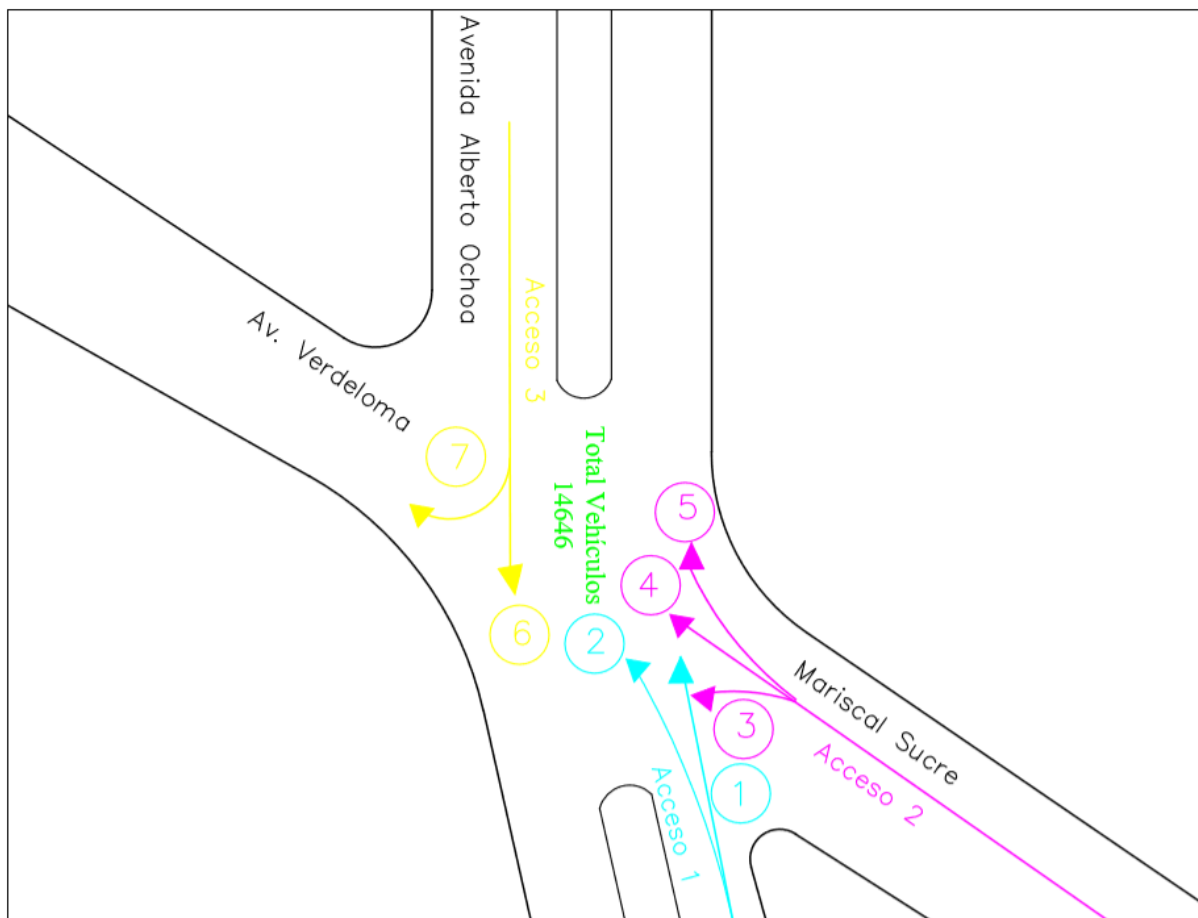 Avenida Alberto Ochoa
Acceso 3
Av. Verdeloma
7
Total Vehículos
14646
5
4
6
2
Mariscal Sucre
3
Acceso 2
1
Acceso 1